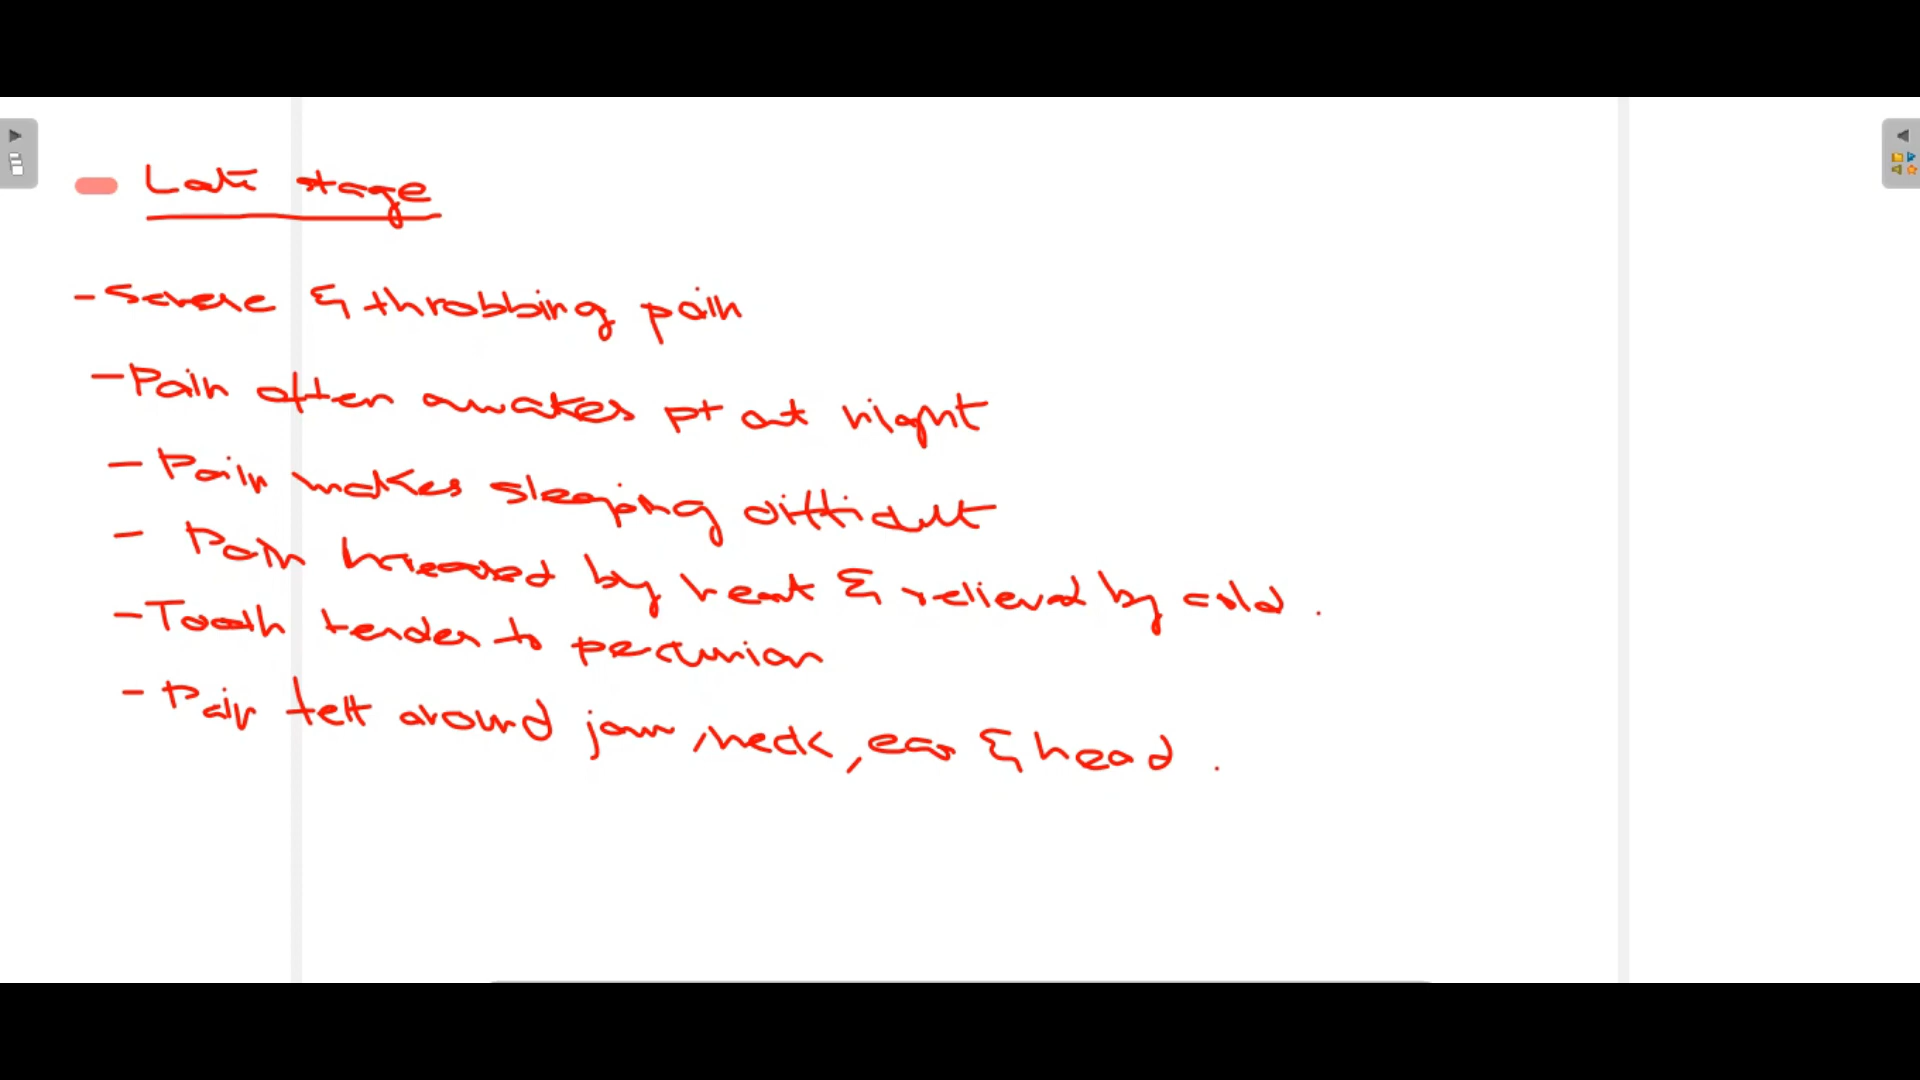 Late stage
- Severe & throbbing pain
- Pain often awakes pt at night
- Pain makes sleeping difficult
- Pain increased by heat & relieved by cold.
- Tooth tender to percussion
- Pain felt around jaw, neck, ear & head.